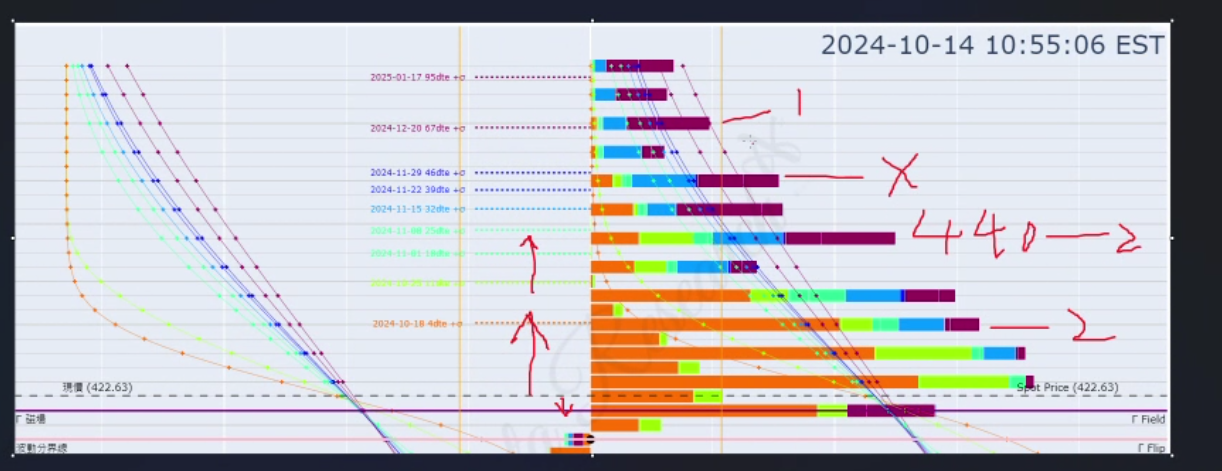 2024-10-14 10:55:06 EST
2025-01-17 95dte +σ
1
2024-12-20 67dte +σ
2024-11-29 46dte +σ
X
2024-11-22 39dte +σ
2024-11-15 32dte +σ
2024-11-08 25dte +σ
440 — 2
2024-11-01 18dte +σ
2024-10-25 11dte +σ
2024-10-18 4dte +σ
2
現價 (422.63)
Spot Price (422.63)
Γ 磁場
Γ Field
波動分界線
Γ Flip